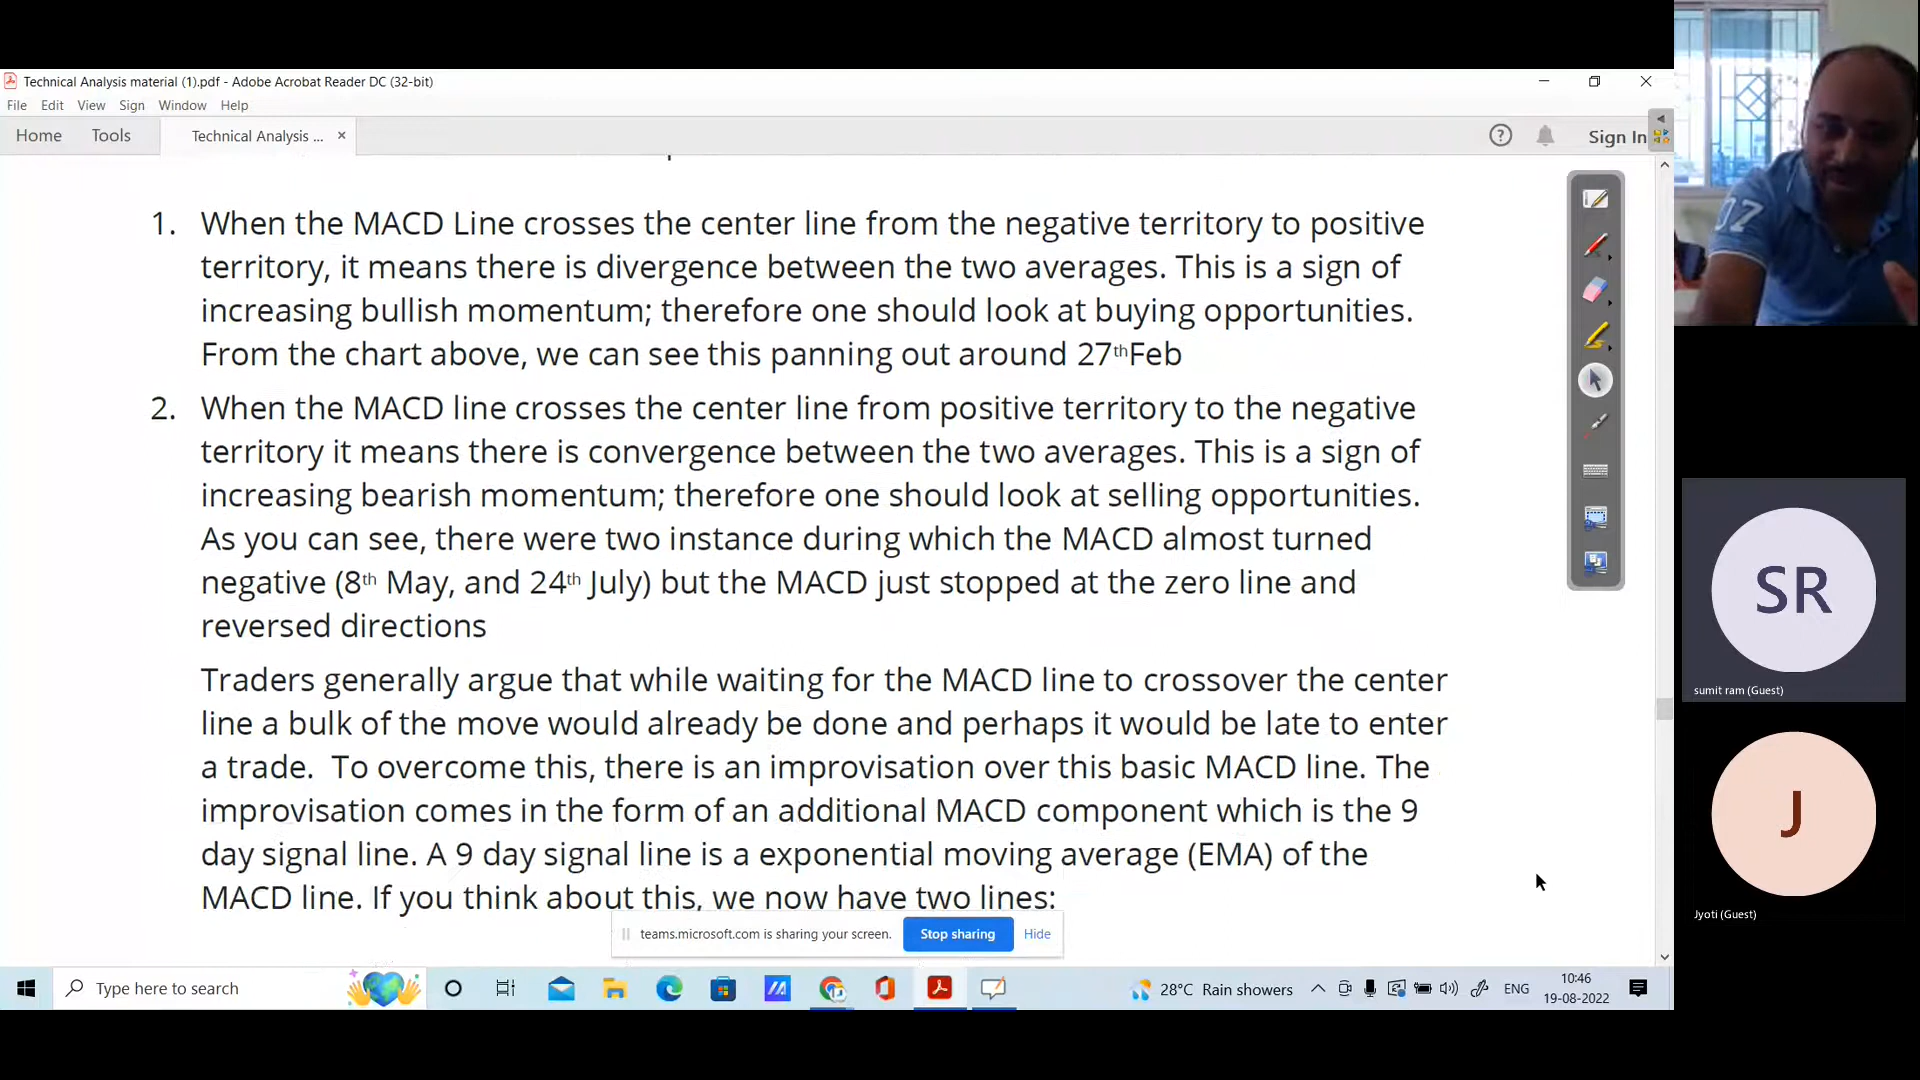 Technical Analysis material (1).pdf - Adobe Acrobat Reader DC (32-bit)
File Edit View Sign Window Help
Home Tools Technical Analysis ... × Sign In
1. When the MACD Line crosses the center line from the negative territory to positive
territory, it means there is divergence between the two averages. This is a sign of
increasing bullish momentum; therefore one should look at buying opportunities.
From the chart above, we can see this panning out around 27thFeb
2. When the MACD line crosses the center line from positive territory to the negative
territory it means there is convergence between the two averages. This is a sign of
increasing bearish momentum; therefore one should look at selling opportunities.
As you can see, there were two instance during which the MACD almost turned
negative (8th May, and 24th July) but the MACD just stopped at the zero line and
reversed directions
Traders generally argue that while waiting for the MACD line to crossover the center
line a bulk of the move would already be done and perhaps it would be late to enter
a trade.  To overcome this, there is an improvisation over this basic MACD line. The
improvisation comes in the form of an additional MACD component which is the 9
day signal line. A 9 day signal line is a exponential moving average (EMA) of the
MACD line. If you think about this, we now have two lines:
teams.microsoft.com is sharing your screen. Stop sharing Hide
Type here to search
28°C Rain showers
ENG
10:46
19-08-2022
07
SR
sumit ram (Guest)
J
Jyoti (Guest)